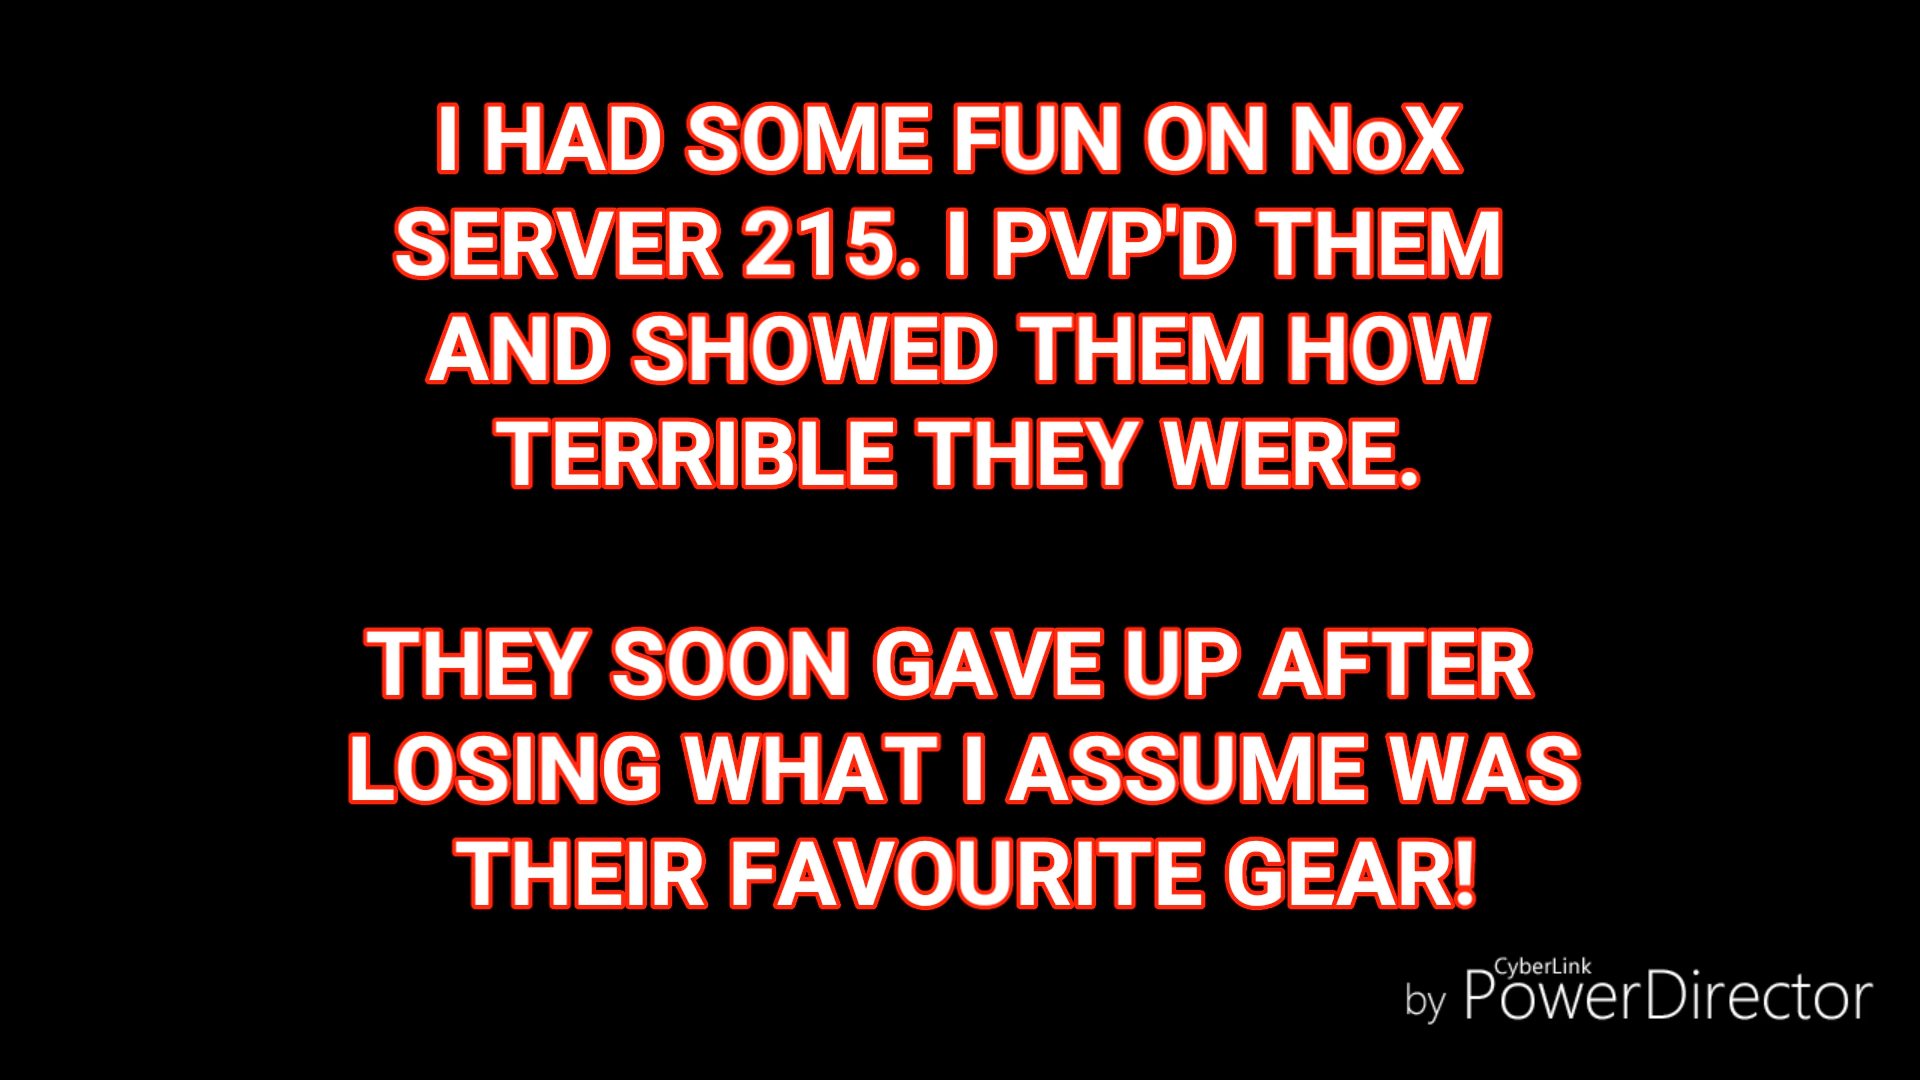 I HAD SOME FUN ON NoX
SERVER 215. I PVP'D THEM
AND SHOWED THEM HOW
TERRIBLE THEY WERE.
THEY SOON GAVE UP AFTER
LOSING WHAT I ASSUME WAS
THEIR FAVOURITE GEAR!
CyberLink
by PowerDirector